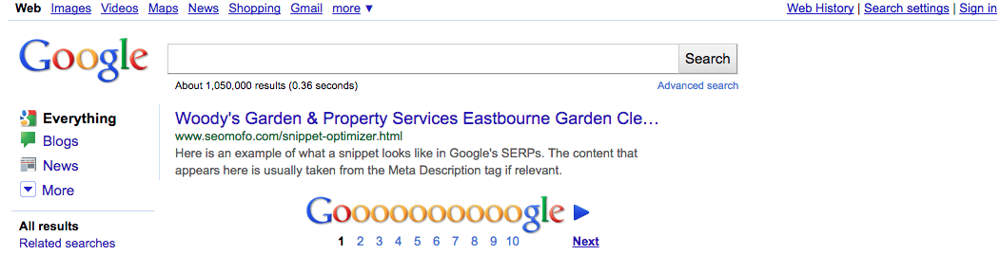 Web Images Videos Maps News Shopping Gmail more ▼
Web History | Search settings | Sign in
Google
Search
About 1,050,000 results (0.36 seconds)
Advanced search
Everything
Blogs
News
More
All results
Related searches
Woody's Garden & Property Services Eastbourne Garden Cle…
www.seomofo.com/snippet-optimizer.html
Here is an example of what a snippet looks like in Google's SERPs. The content that
appears here is usually taken from the Meta Description tag if relevant.
Goooooooooogle
1 2 3 4 5 6 7 8 9 10 Next